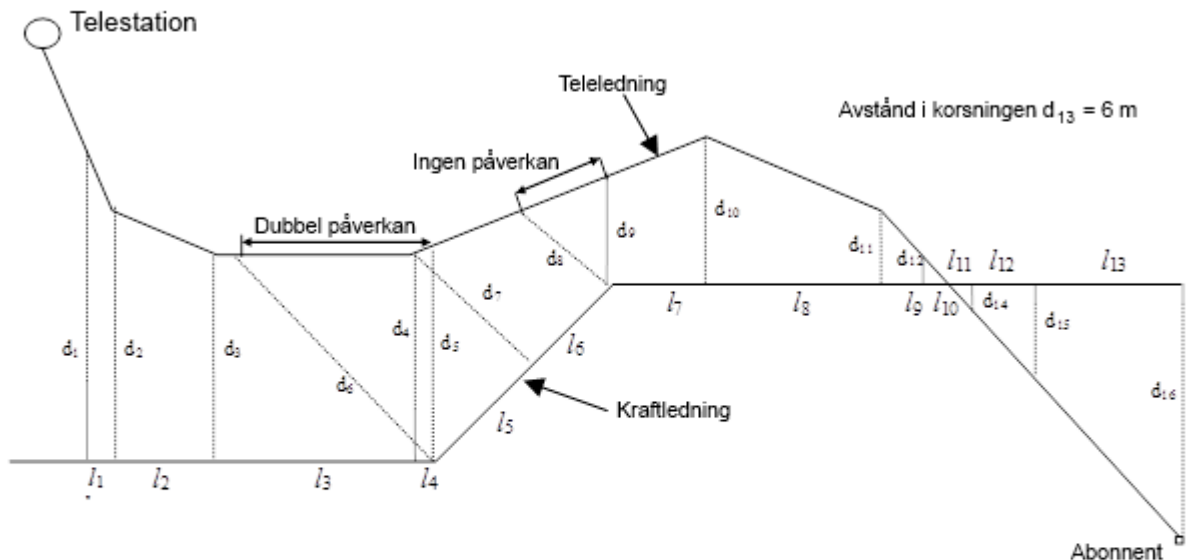 Telestation
Teleledning
Avstånd i korsningen d13 = 6 m
Ingen påverkan
Dubbel påverkan
d1
d2
d3
d4
d5
d6
d7
d8
d9
d10
d11
d12
l11
l12
l13
l7
l8
l9
l10
d14
d15
d16
l6
l5
Kraftledning
l1
l2
l3
l4
Abonnent